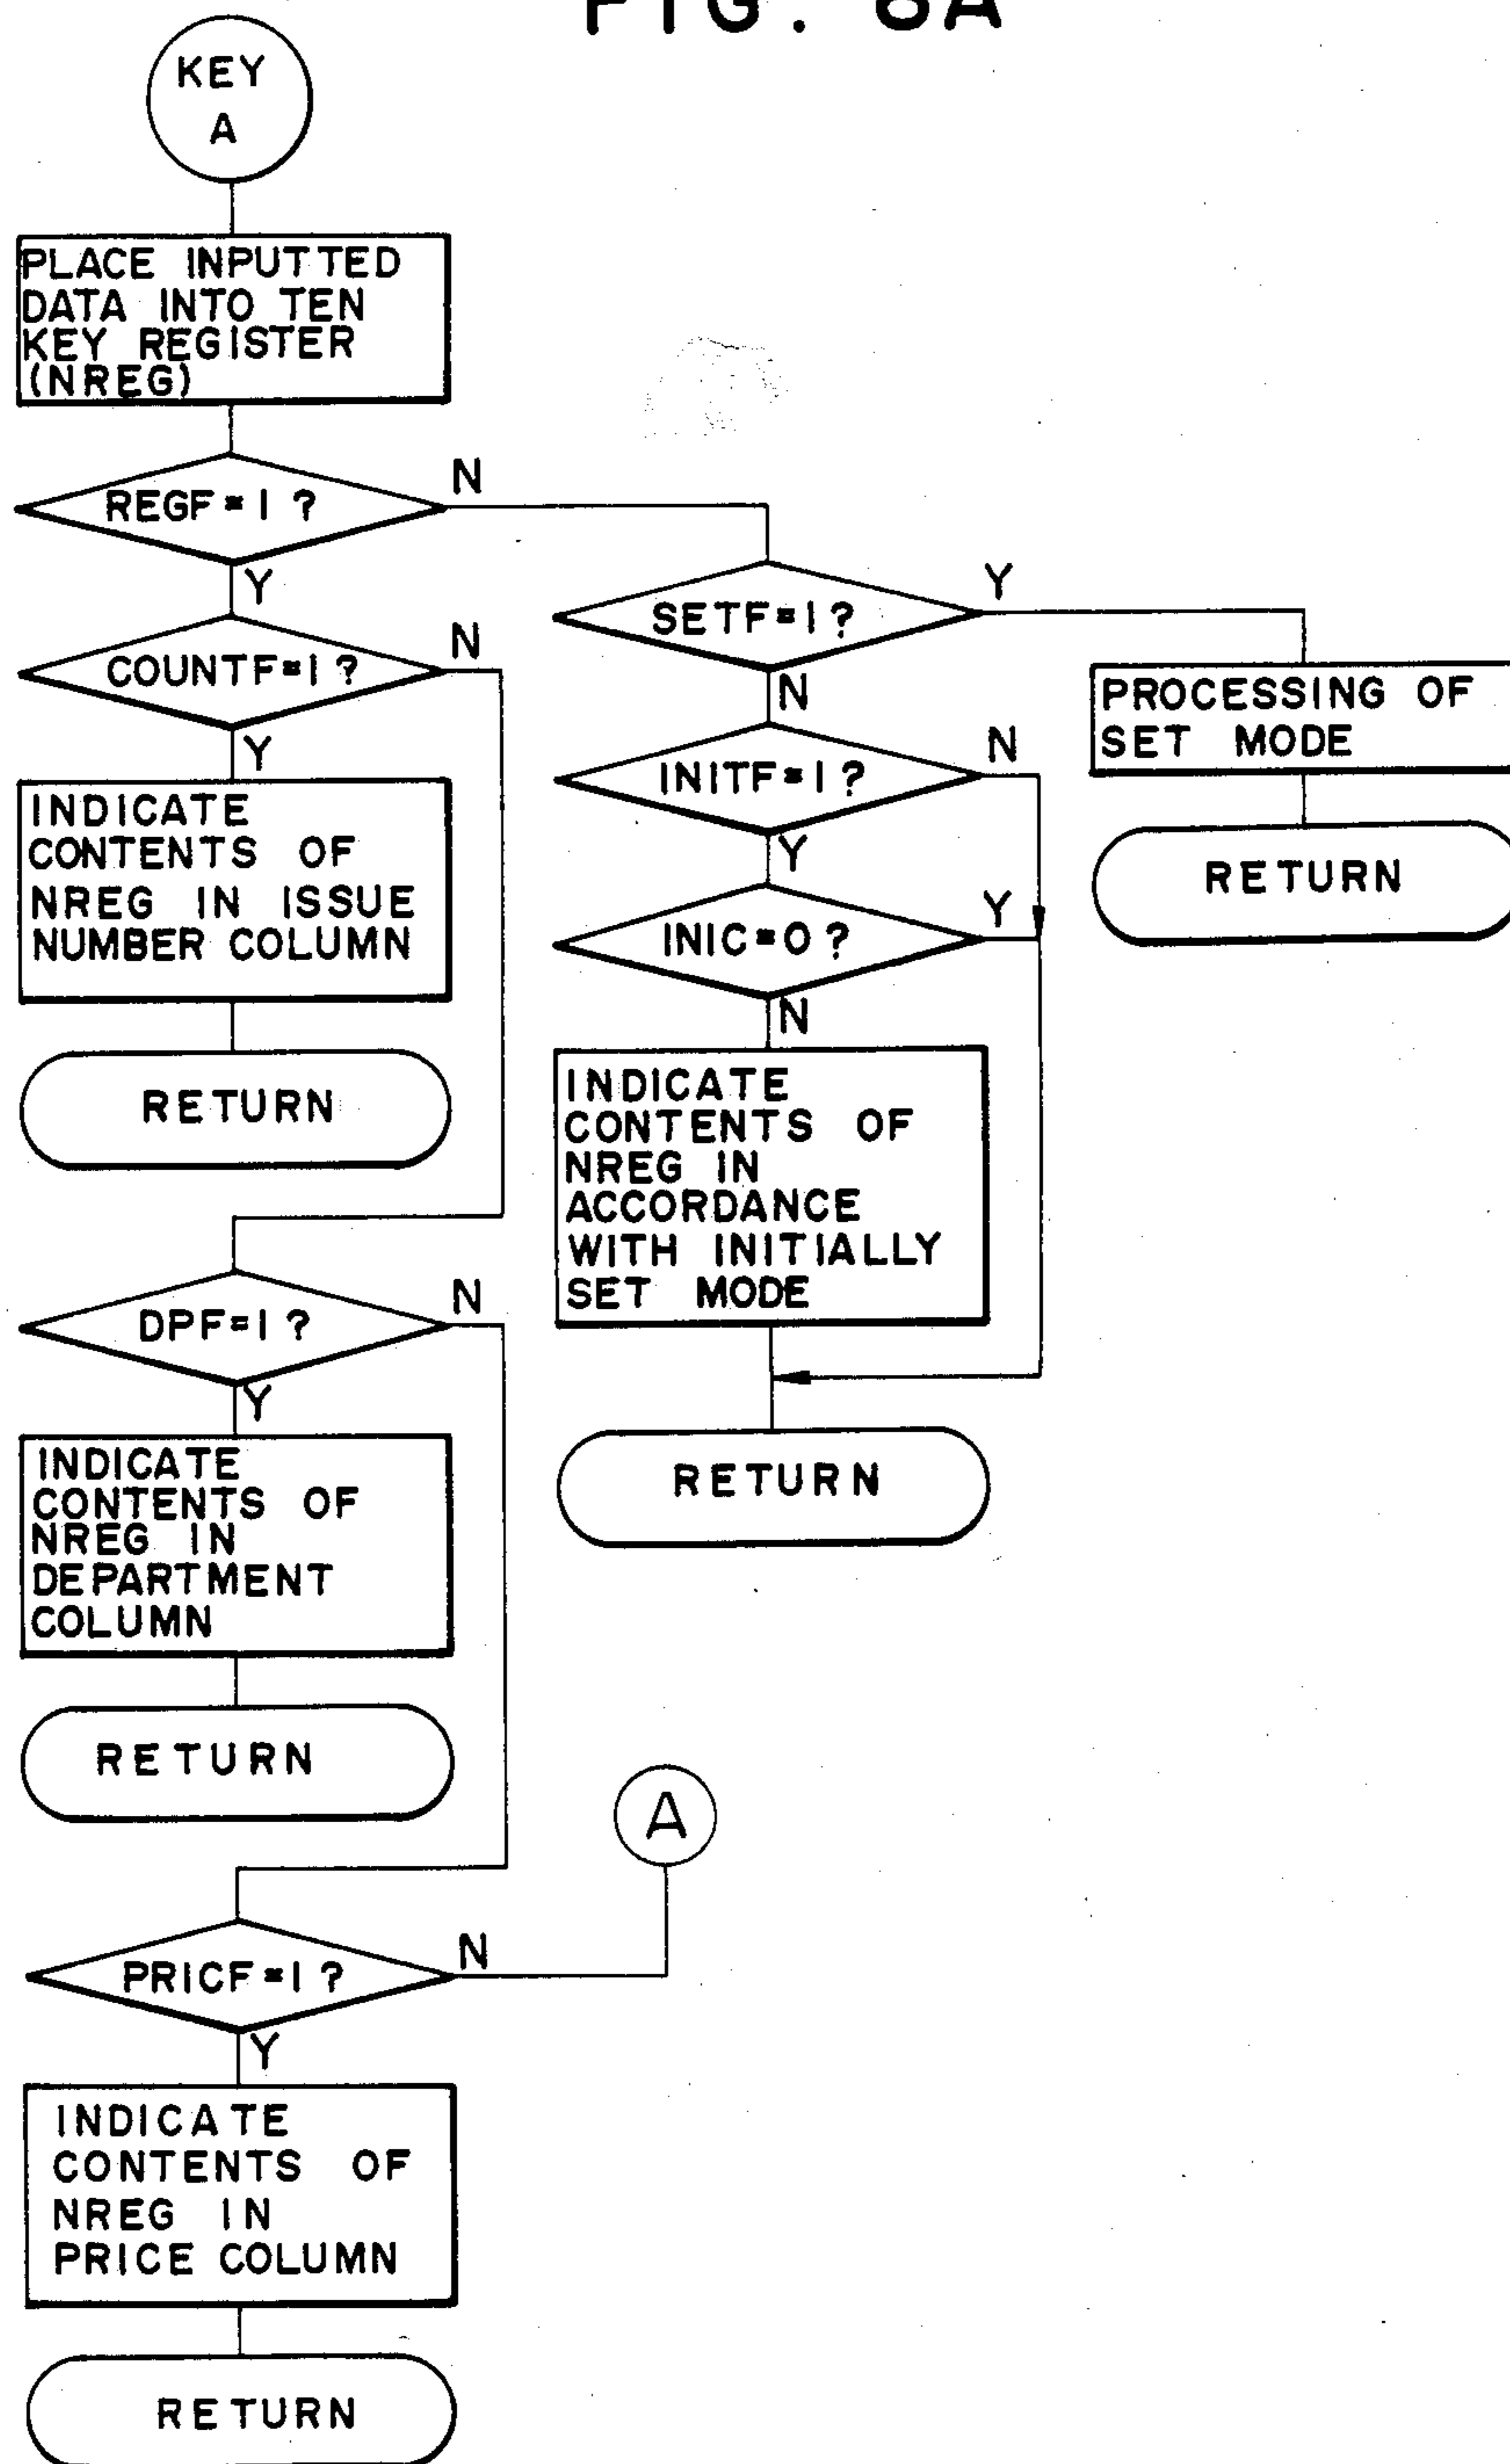 FIG. 6A
KEY
A
PLACE INPUTTED
DATA INTO TEN
KEY REGISTER
(NREG)
REGF=1?
N
Y
COUNTF=1?
N
Y
INDICATE
CONTENTS OF
NREG IN ISSUE
NUMBER COLUMN
RETURN
SETF=1?
Y
N
PROCESSING OF
SET MODE
RETURN
INITF=1?
N
Y
INIC=0?
Y
N
INDICATE
CONTENTS OF
NREG IN
ACCORDANCE
WITH INITIALLY
SET MODE
RETURN
DPF=1?
N
Y
INDICATE
CONTENTS OF
NREG IN
DEPARTMENT
COLUMN
RETURN
A
PRICF=1?
N
Y
INDICATE
CONTENTS OF
NREG IN
PRICE COLUMN
RETURN